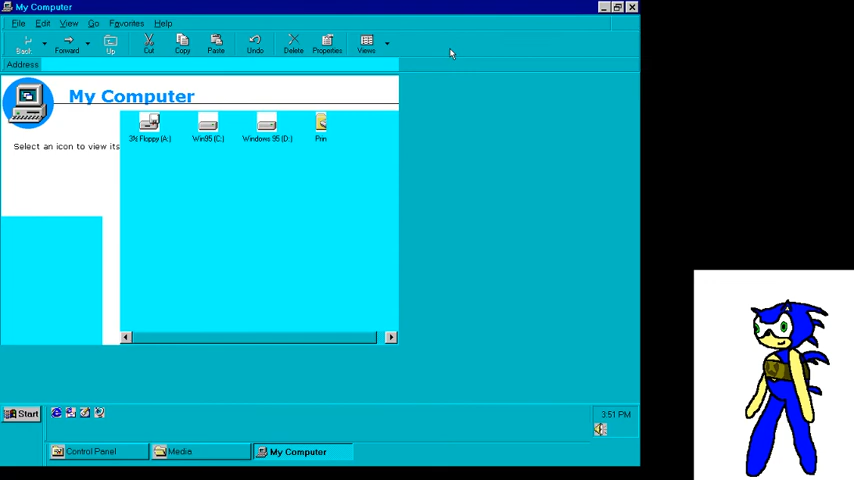 My Computer
File Edit View Go Favorites Help
Back Forward Up Cut Copy Paste Undo Delete Properties Views
Address
My Computer
3½ Floppy (A:) Win95 (C:) Windows 95 (D:) Prin
Select an icon to view its
Start 3:51 PM
Control Panel Media My Computer